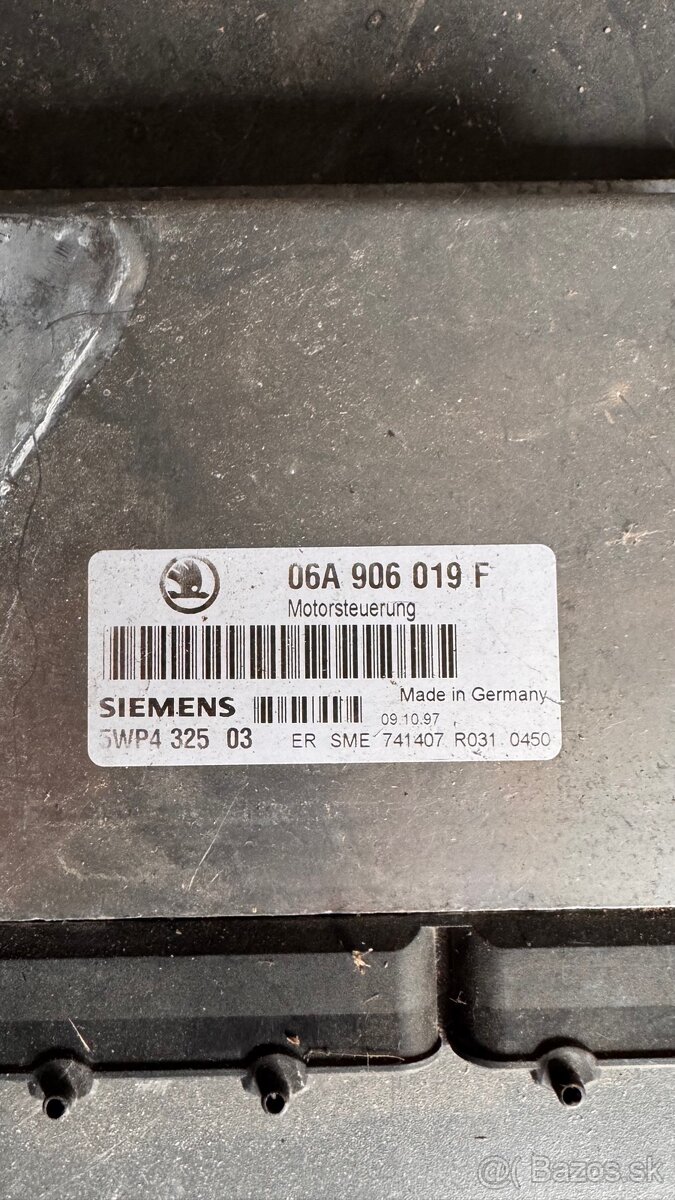 06A 906 019 F
Motorsteuerung
Made in Germany
SIEMENS 09.10.97
5WP4 325 03 ER SME 741407 R031 0450
Bazos.sk